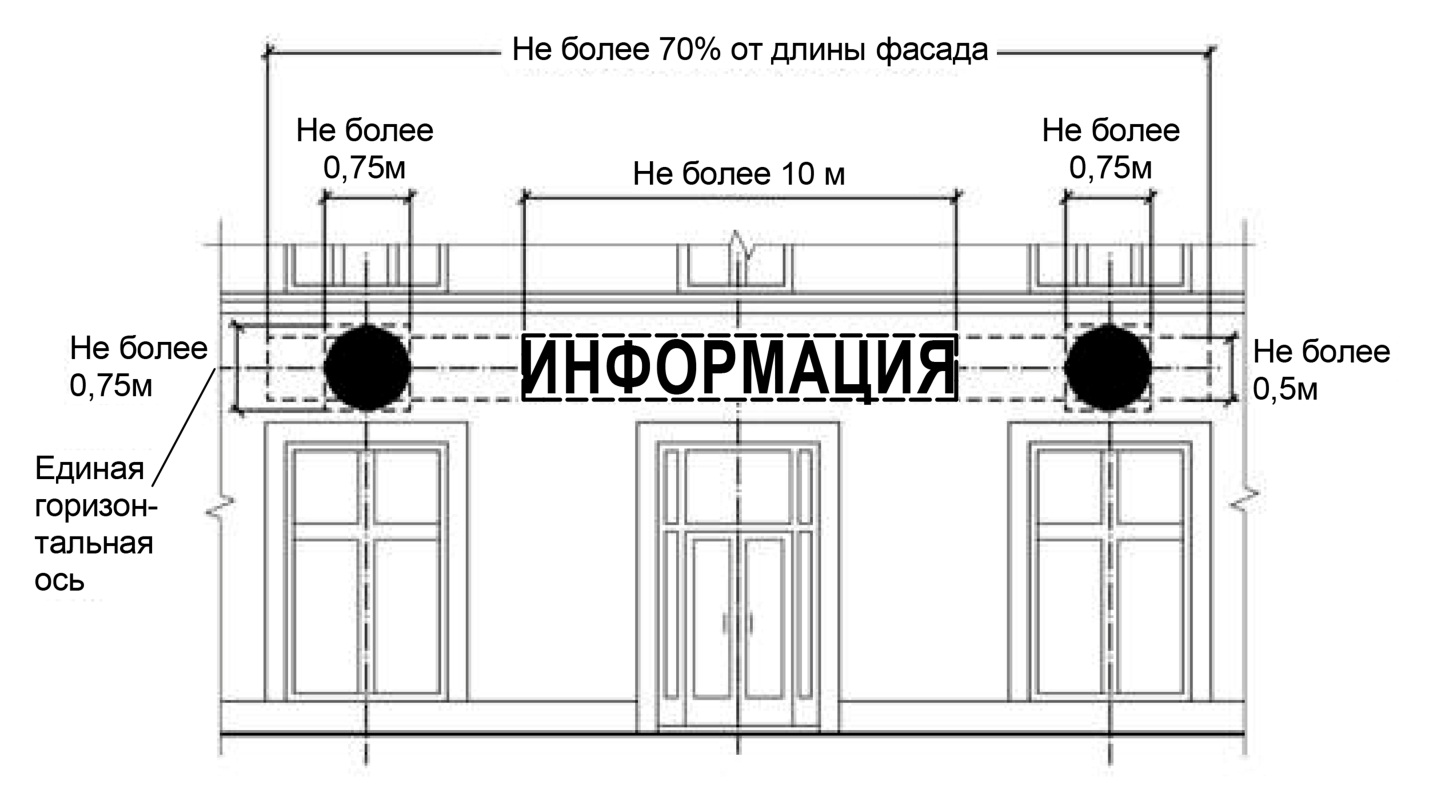 Не более 70% от длины фасада
Не более
0,75м
Не более 10 м
Не более
0,75м
ИНФОРМАЦИЯ
Не более
0,75м
Не более
0,5м
Единая
горизон-
тальная
ось